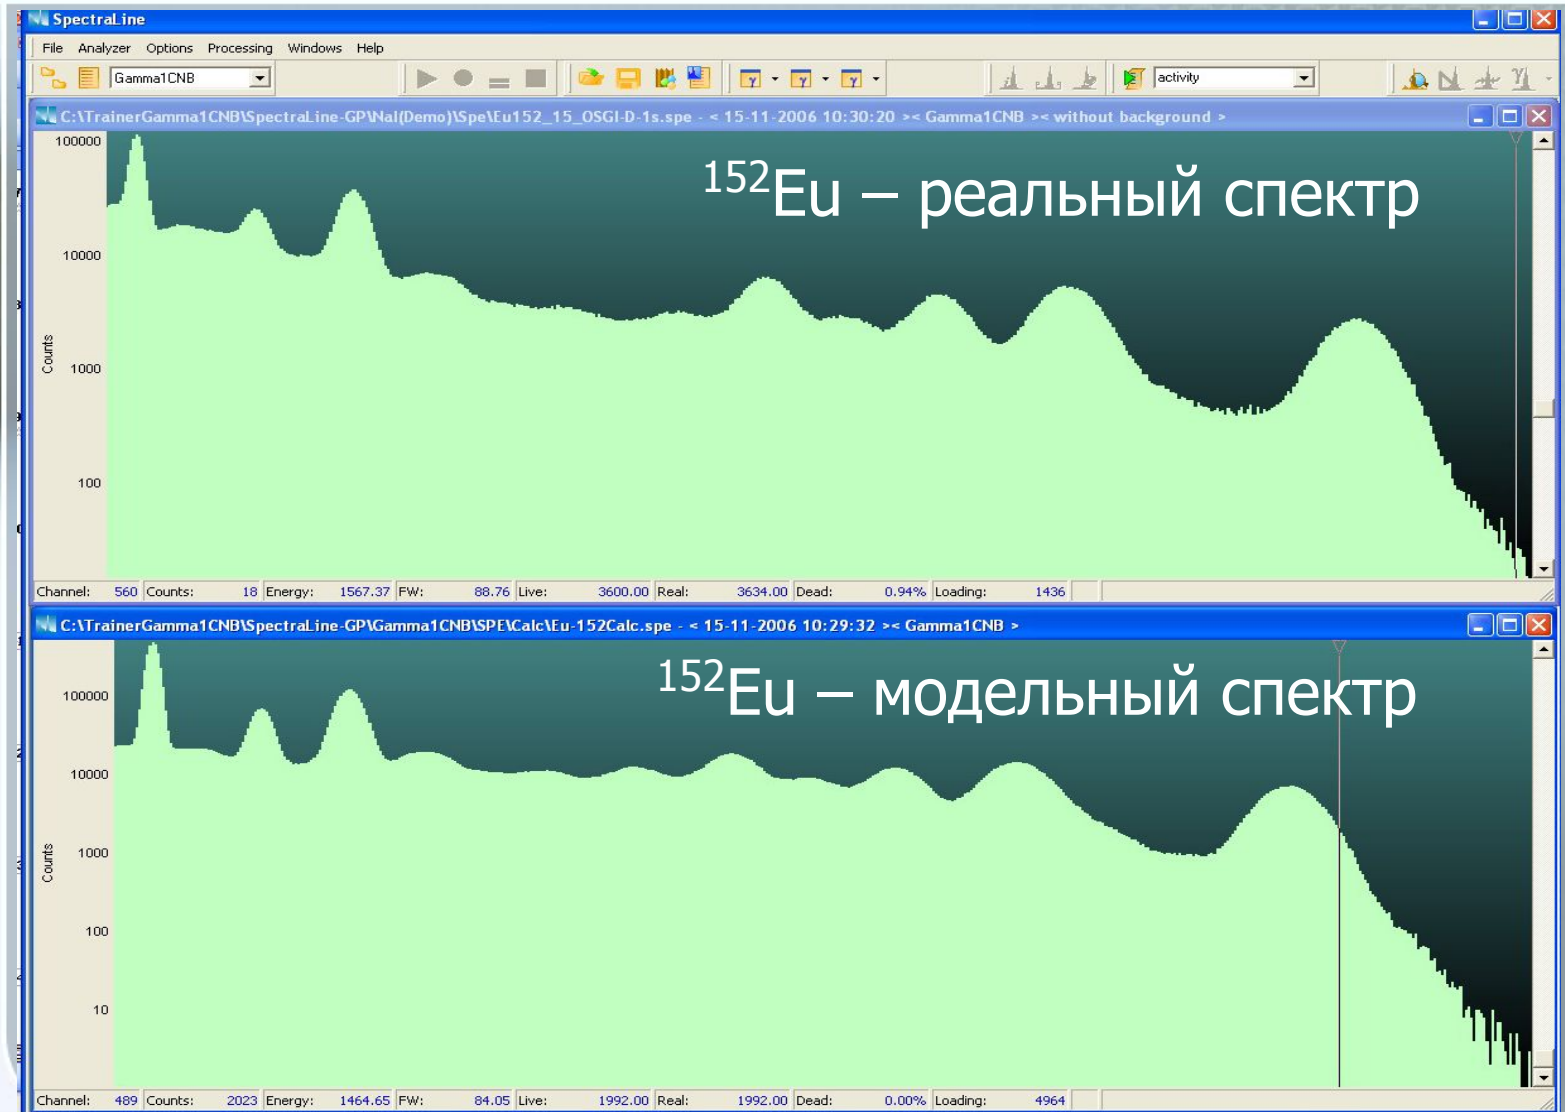 SpectraLine
File Analyzer Options Processing Windows Help
Gamma1CNB
activity
C:\TrainerGamma1CNB\SpectraLine-GP\NaI(Demo)\Spe\Eu152_15_OSGI-D-1s.spe - < 15-11-2006 10:30:20 >< Gamma1CNB >< without background >
152Eu – реальный спектр
100000
10000
1000
100
Counts
Channel: 560 Counts: 18 Energy: 1567.37 FW: 88.76 Live: 3600.00 Real: 3634.00 Dead: 0.94% Loading: 1436
C:\TrainerGamma1CNB\SpectraLine-GP\Gamma1CNB\SPE\Calc\Eu-152Calc.spe - < 15-11-2006 10:29:32 >< Gamma1CNB >
152Eu – модельный спектр
100000
10000
1000
100
10
Counts
Channel: 489 Counts: 2023 Energy: 1464.65 FW: 84.05 Live: 1992.00 Real: 1992.00 Dead: 0.00% Loading: 4964